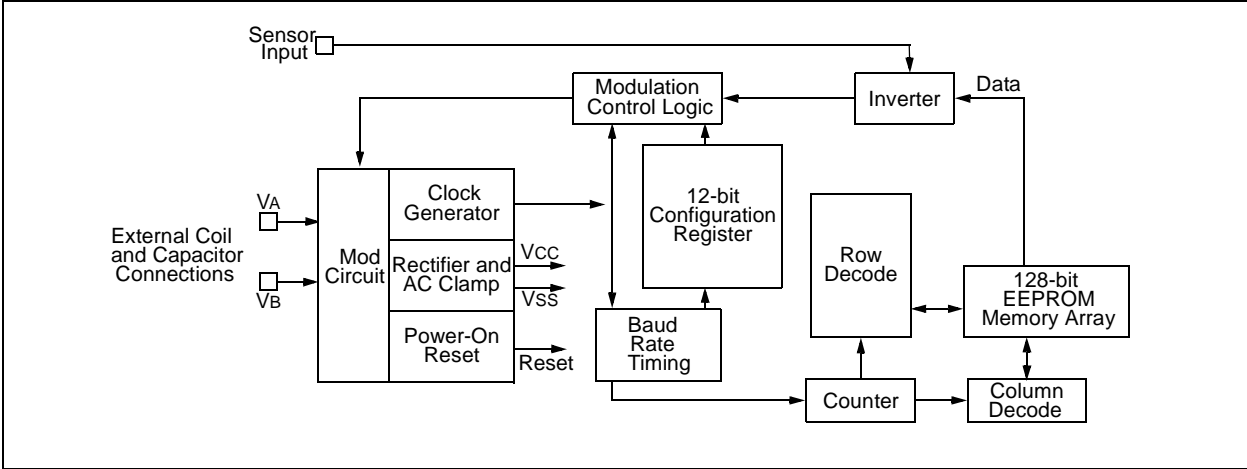 Sensor
Input
Modulation
Control Logic
Inverter
Data
Clock
Generator
12-bit
Configuration
Register
VA
External Coil
and Capacitor
Connections
VB
Mod
Circuit
Rectifier and
AC Clamp
VCC
VSS
Power-On
Reset
Reset
Baud
Rate
Timing
Row
Decode
128-bit
EEPROM
Memory Array
Counter
Column
Decode